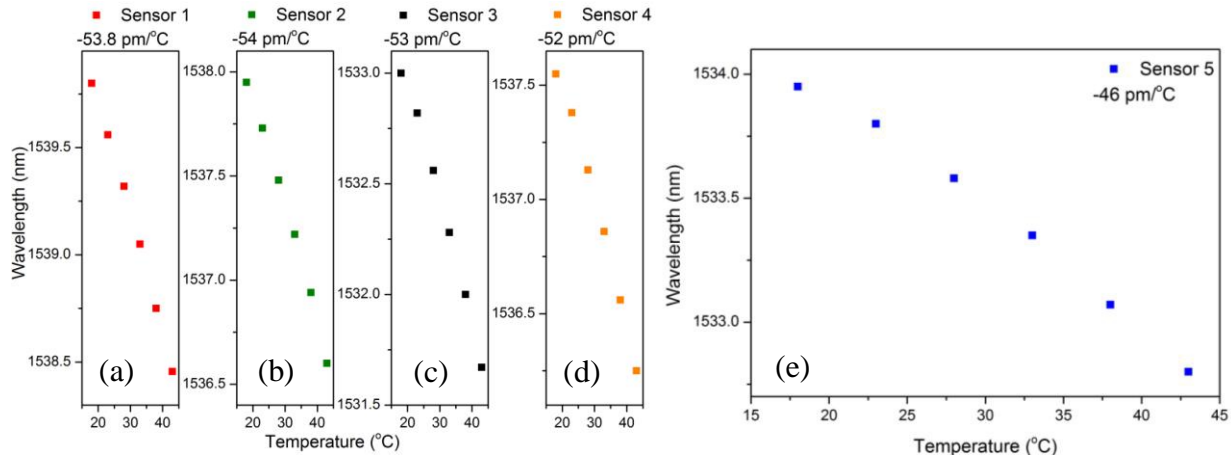 Sensor 1
-53.8 pm/°C
Sensor 2
-54 pm/°C
Sensor 3
-53 pm/°C
Sensor 4
-52 pm/°C
Wavelength (nm)
1539.5
1539.0
1538.5
(a)
20 30 40
1538.0
1537.5
1537.0
1536.5
(b)
20 30 40
1533.0
1532.5
1532.0
1531.5
(c)
20 30 40
1537.5
1537.0
1536.5
(d)
20 30 40
Temperature (°C)
Sensor 5
-46 pm/°C
Wavelength (nm)
1534.0
1533.5
1533.0
(e)
15 20 25 30 35 40 45
Temperature (°C)